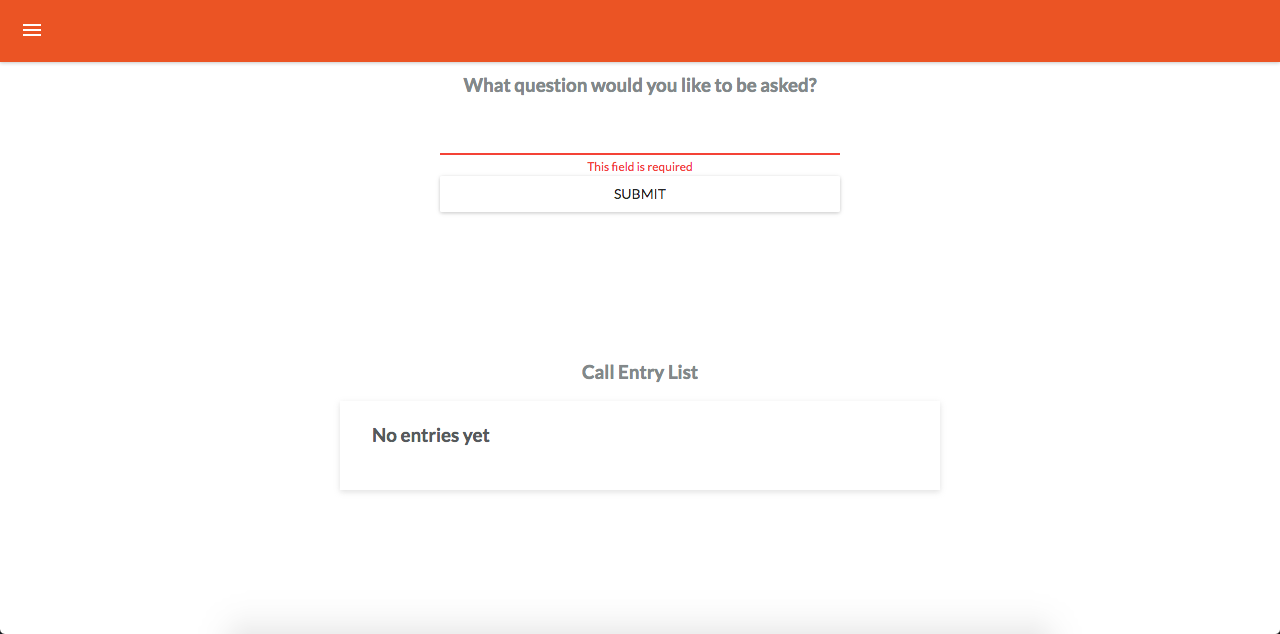 What question would you like to be asked?
This field is required
SUBMIT
Call Entry List
No entries yet